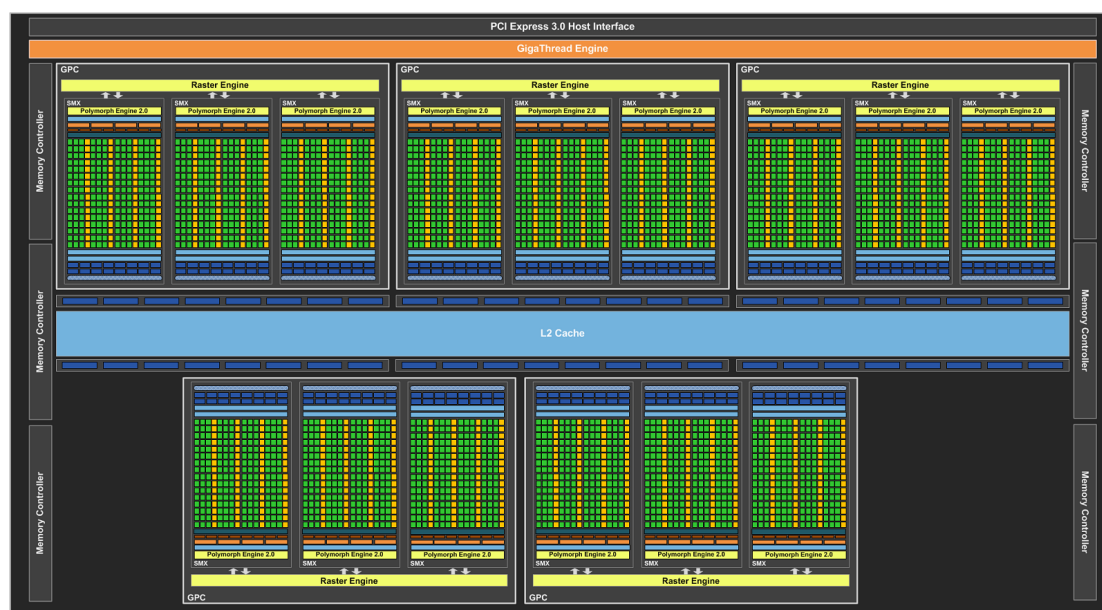 PCI Express 3.0 Host Interface
GigaThread Engine
Memory Controller
Memory Controller
Memory Controller
GPC
Raster Engine
SMX
Polymorph Engine 2.0
SMX
Polymorph Engine 2.0
SMX
Polymorph Engine 2.0
GPC
Raster Engine
SMX
Polymorph Engine 2.0
SMX
Polymorph Engine 2.0
SMX
Polymorph Engine 2.0
GPC
Raster Engine
SMX
Polymorph Engine 2.0
SMX
Polymorph Engine 2.0
SMX
Polymorph Engine 2.0
L2 Cache
Polymorph Engine 2.0
SMX
Polymorph Engine 2.0
SMX
Polymorph Engine 2.0
SMX
Raster Engine
GPC
Polymorph Engine 2.0
SMX
Polymorph Engine 2.0
SMX
Polymorph Engine 2.0
SMX
Raster Engine
GPC
Memory Controller
Memory Controller
Memory Controller